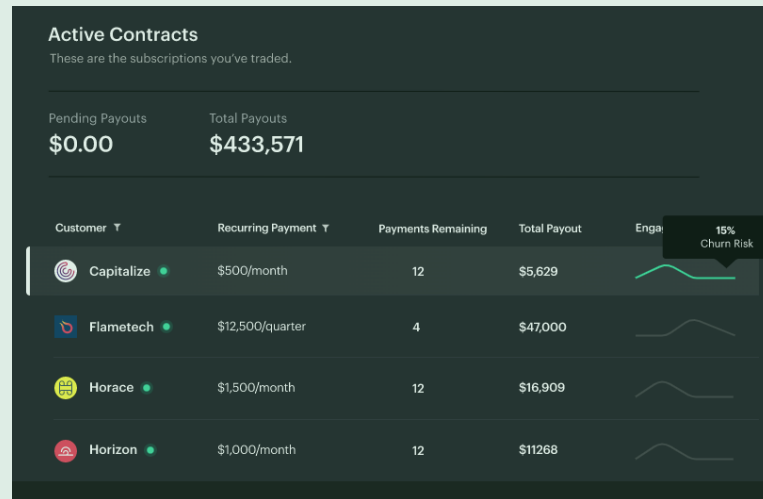 Active Contracts
These are the subscriptions you've traded.
Pending Payouts Total Payouts
$0.00 $433,571
Customer Recurring Payment Payments Remaining Total Payout Engag
15%
Churn Risk
Capitalize $500/month 12 $5,629
Flametech $12,500/quarter 4 $47,000
Horace $1,500/month 12 $16,909
Horizon $1,000/month 12 $11268